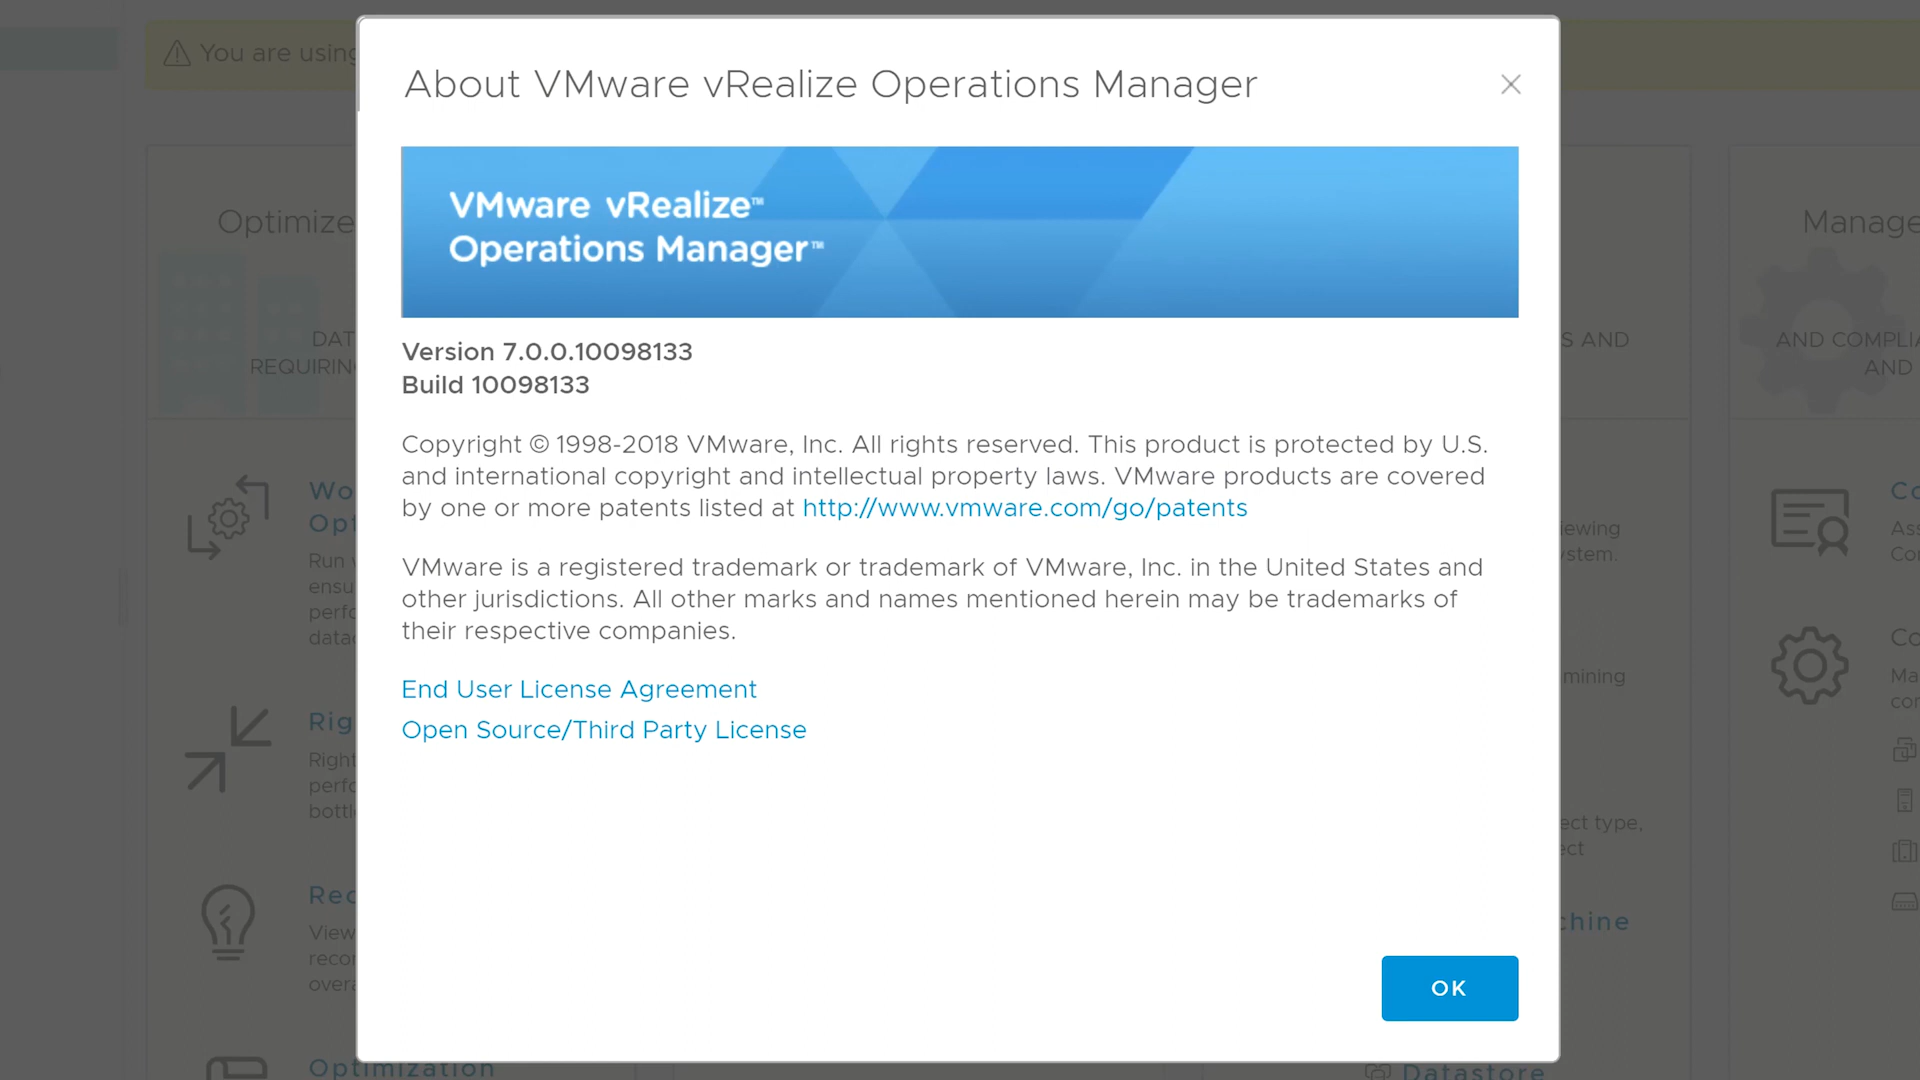 You are using
About VMware vRealize Operations Manager
VMware vRealize™
Operations Manager™
Version 7.0.0.10098133
Build 10098133
Copyright © 1998-2018 VMware, Inc. All rights reserved. This product is protected by U.S.
and international copyright and intellectual property laws. VMware products are covered
by one or more patents listed at http://www.vmware.com/go/patents
VMware is a registered trademark or trademark of VMware, Inc. in the United States and
other jurisdictions. All other marks and names mentioned herein may be trademarks of
their respective companies.
End User License Agreement
Open Source/Third Party License
OK
Optimize
Run
View
Optimization
AND
Datastore
Manage
AND
AND